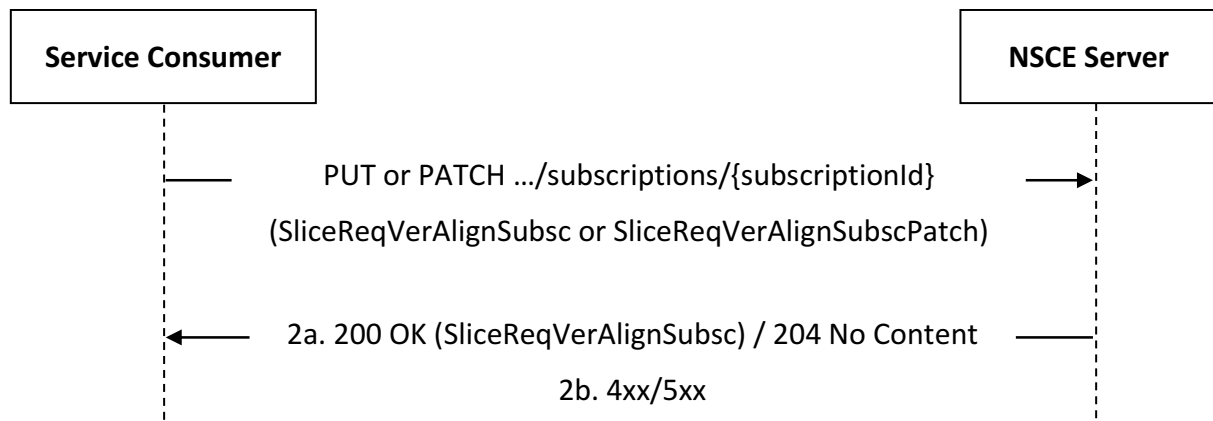 Service Consumer
NSCE Server
PUT or PATCH .../subscriptions/{subscriptionId}
(SliceReqVerAlignSubsc or SliceReqVerAlignSubscPatch)
2a. 200 OK (SliceReqVerAlignSubsc) / 204 No Content
2b. 4xx/5xx